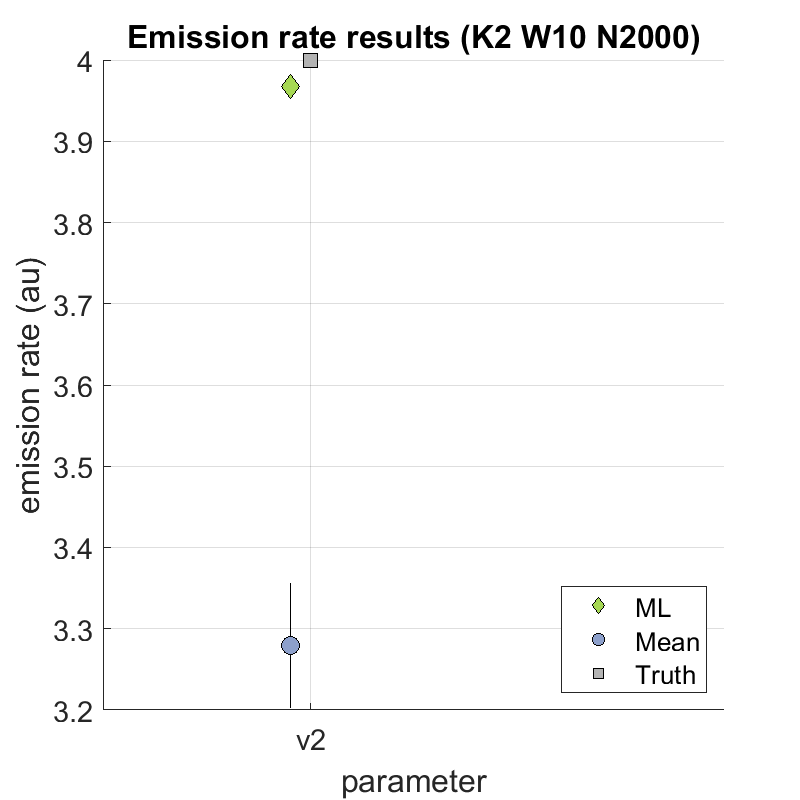 Emission rate results (K2 W10 N2000)
4
3.9
3.8
3.7
3.6
3.5
3.4
3.3
3.2
emission rate (au)
ML
Mean
Truth
v2
parameter